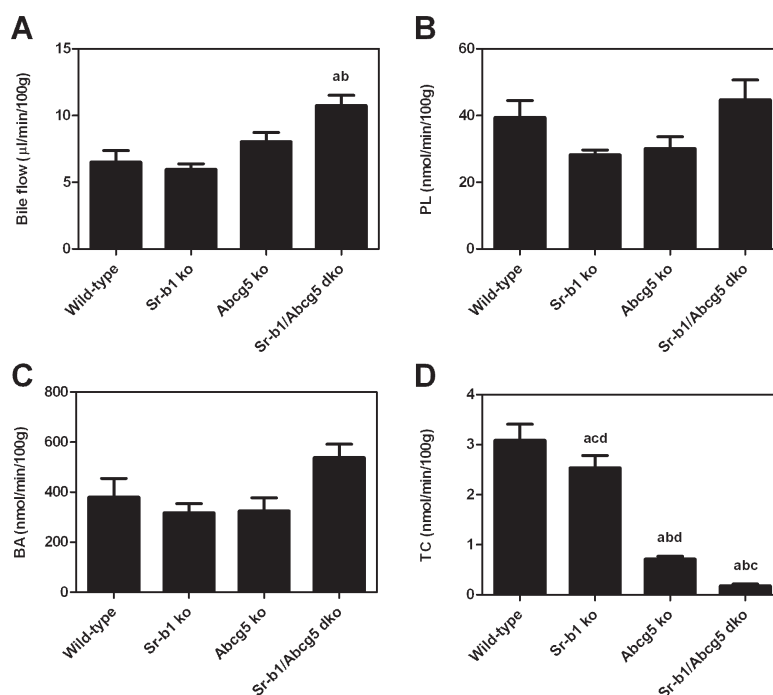 A
Bile flow (µl/min/100g)
15
10
5
0
ab
Wild-type
Sr-b1 ko
Abcg5 ko
Sr-b1/Abcg5 dko
B
PL (nmol/min/100g)
60
40
20
0
Wild-type
Sr-b1 ko
Abcg5 ko
Sr-b1/Abcg5 dko
C
BA (nmol/min/100g)
800
600
400
200
0
Wild-type
Sr-b1 ko
Abcg5 ko
Sr-b1/Abcg5 dko
D
TC (nmol/min/100g)
4
3
2
1
0
acd
abd
abc
Wild-type
Sr-b1 ko
Abcg5 ko
Sr-b1/Abcg5 dko